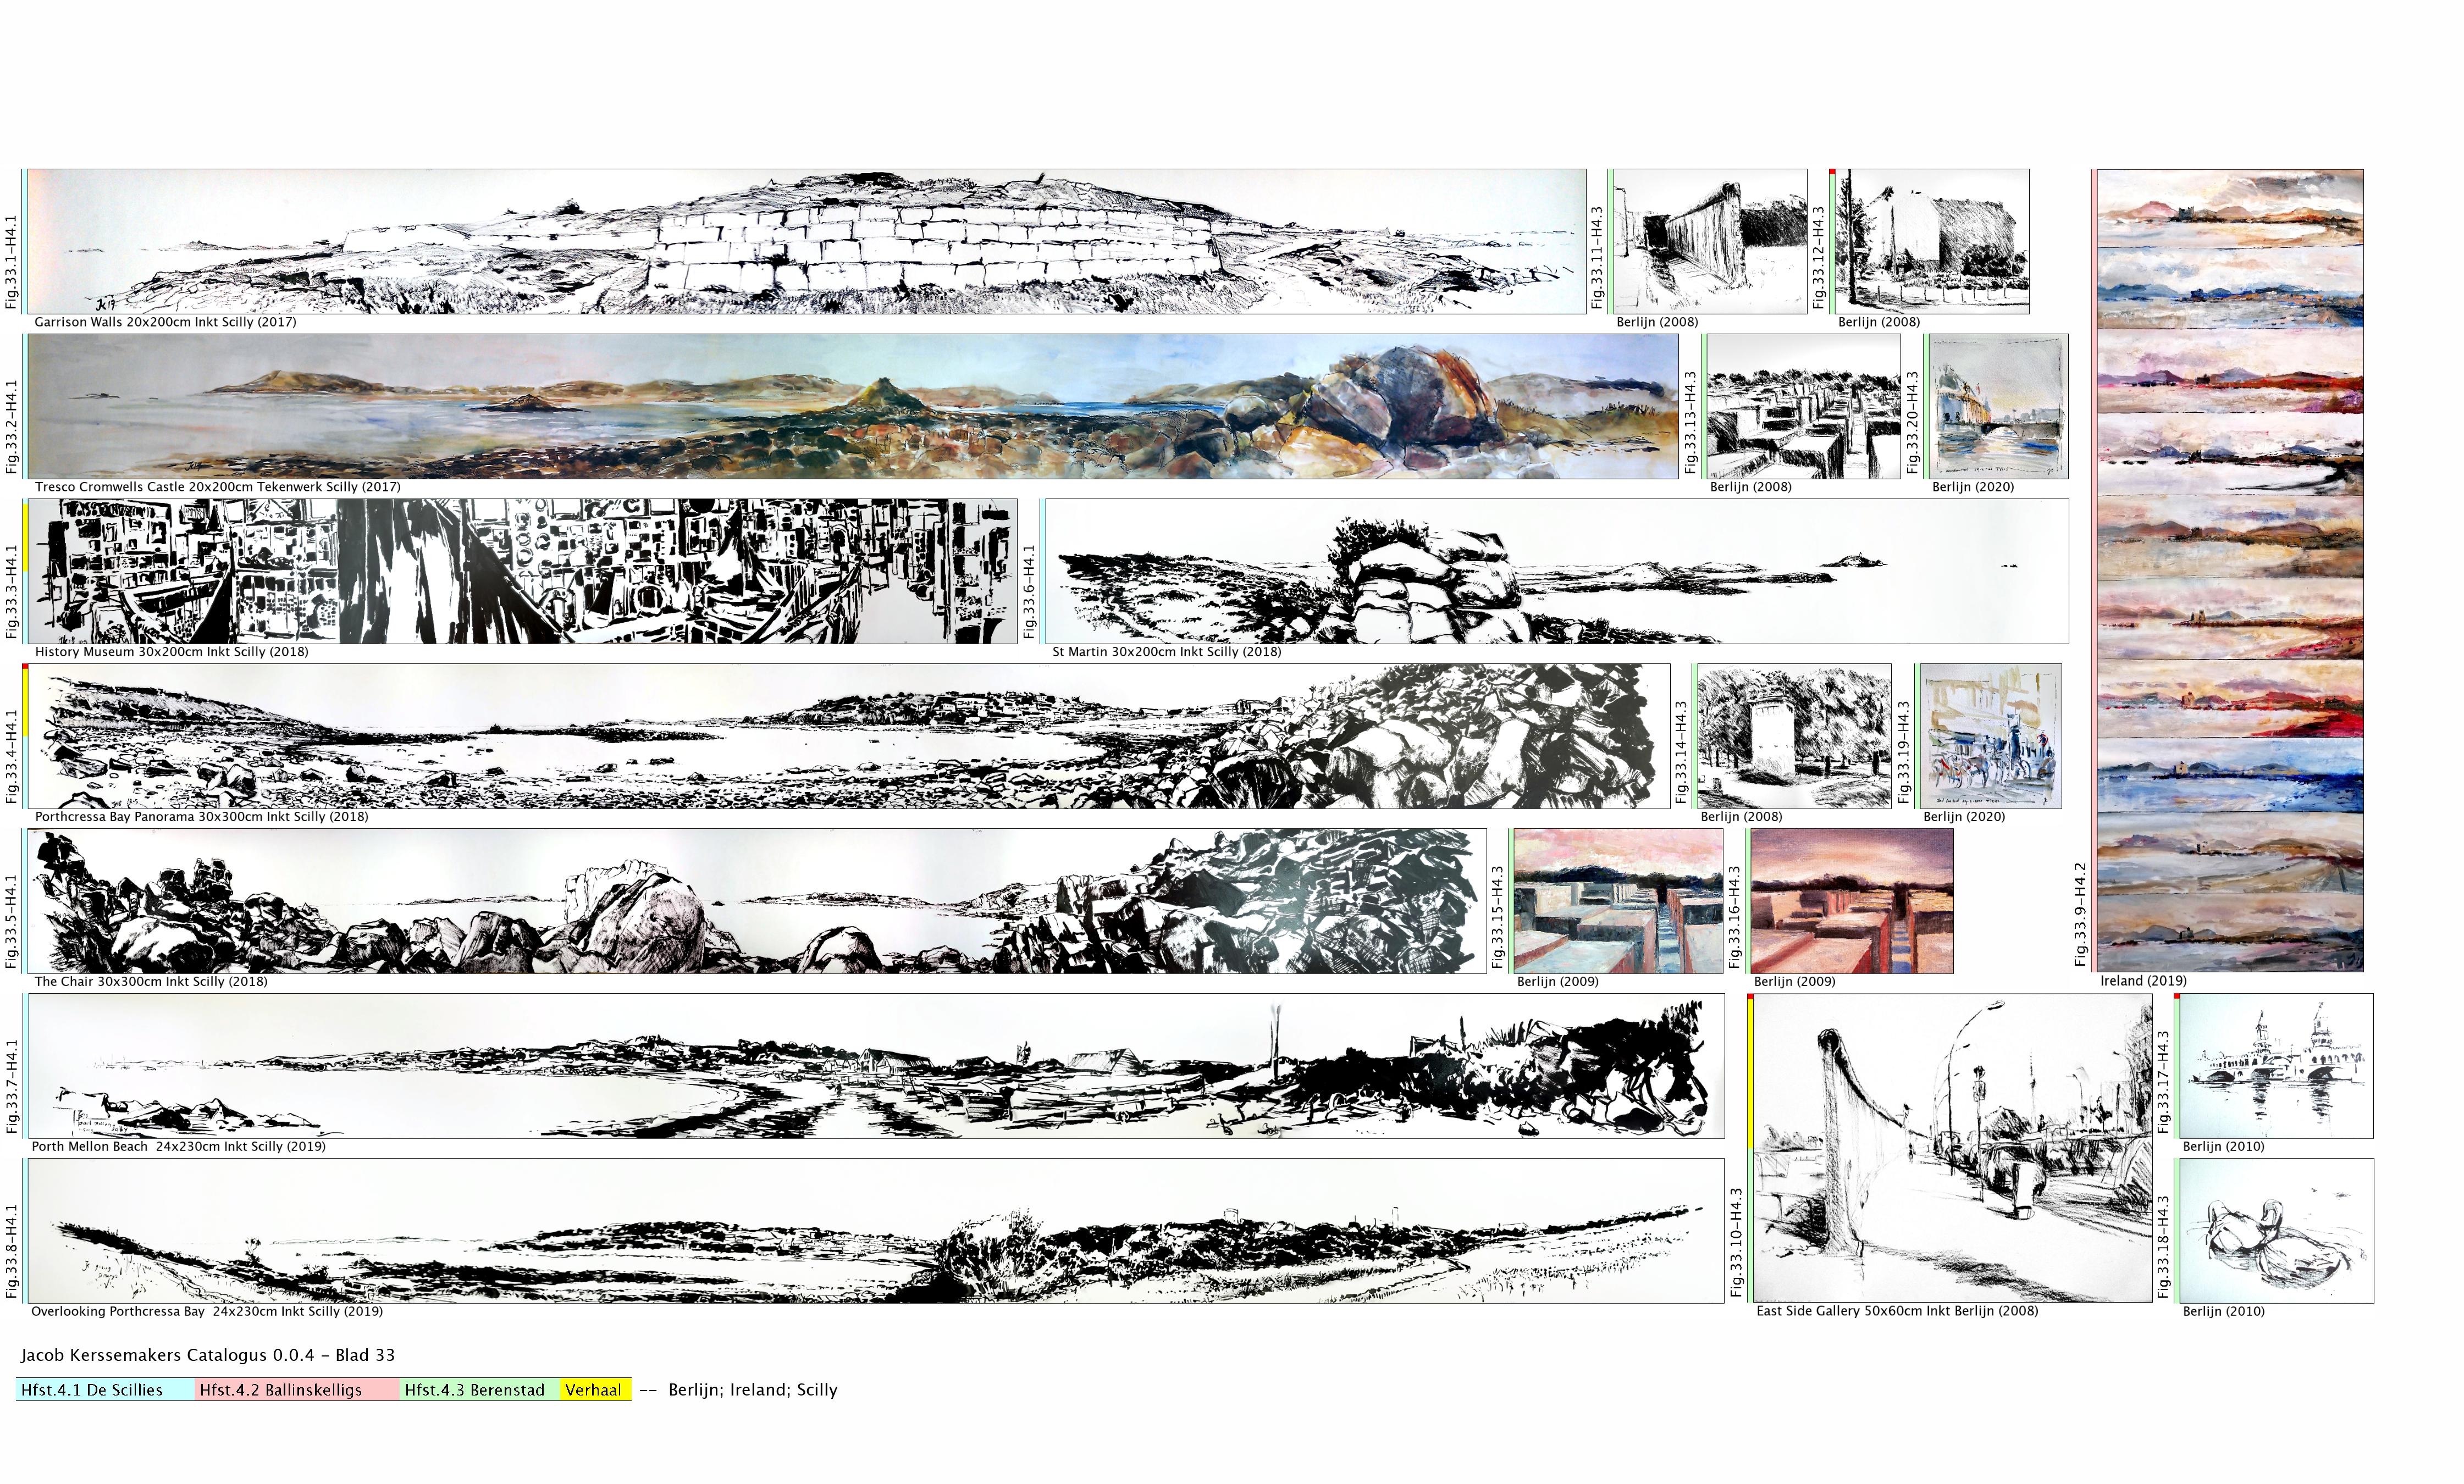 Fig.33.1-H4.1
Garrison Walls 20x200cm Inkt Scilly (2017)
Fig.33.11-H4.3
Berlijn (2008)
Fig.33.12-H4.3
Berlijn (2008)
Fig.33.2-H4.1
Tresco Cromwells Castle 20x200cm Tekenwerk Scilly (2017)
Fig.33.13-H4.3
Berlijn (2008)
Fig.33.20-H4.3
Berlijn (2020)
Fig.33.3-H4.1
History Museum 30x200cm Inkt Scilly (2018)
Fig.33.6-H4.1
St Martin 30x200cm Inkt Scilly (2018)
Fig.33.4-H4.1
Porthcressa Bay Panorama 30x300cm Inkt Scilly (2018)
Fig.33.14-H4.3
Berlijn (2008)
Fig.33.19-H4.3
Berlijn (2020)
Fig.33.5-H4.1
The Chair 30x300cm Inkt Scilly (2018)
Fig.33.15-H4.3
Berlijn (2009)
Fig.33.16-H4.3
Berlijn (2009)
Fig.33.9-H4.2
Ireland (2019)
Fig.33.7-H4.1
Porth Mellon Beach  24x230cm Inkt Scilly (2019)
Fig.33.8-H4.1
Overlooking Porthcressa Bay  24x230cm Inkt Scilly (2019)
Fig.33.10-H4.3
East Side Gallery 50x60cm Inkt Berlijn (2008)
Fig.33.17-H4.3
Berlijn (2010)
Fig.33.18-H4.3
Berlijn (2010)
Jacob Kerssemakers Catalogus 0.0.4 - Blad 33
Hfst.4.1 De Scillies Hfst.4.2 Ballinskelligs Hfst.4.3 Berenstad Verhaal -- Berlijn; Ireland; Scilly